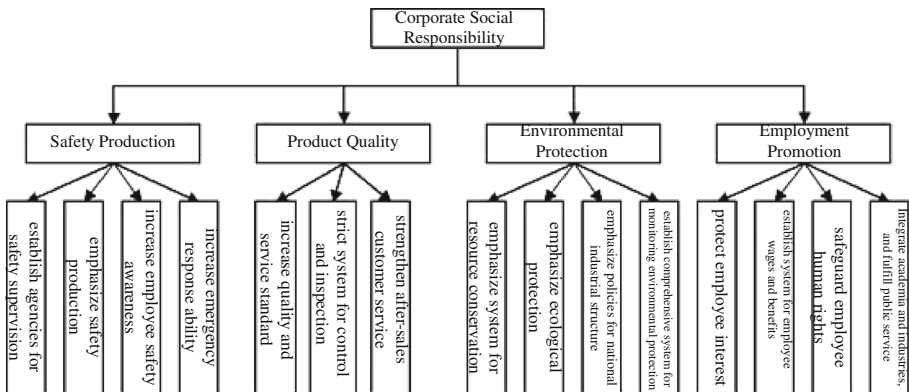 Corporate Social
Responsibility
Safety Production
Product Quality
Environmental
Protection
Employment
Promotion
establish agencies for
safety supervision
emphasize safety
production
increase employee safety
awareness
increase emergency
response ability
increase quality and
service standard
strict system for control
and inspection
strengthen after-sales
customer service
emphasize system for
resource conservation
emphasize ecological
protection
emphasize policies for national
industrial structure
establish comprehensive system for
monitoring environmental protection
protect employee interest
establish system for employee
wages and benefits
safeguard employee
human rights
Integrate academia and industries,
and fulfill public service